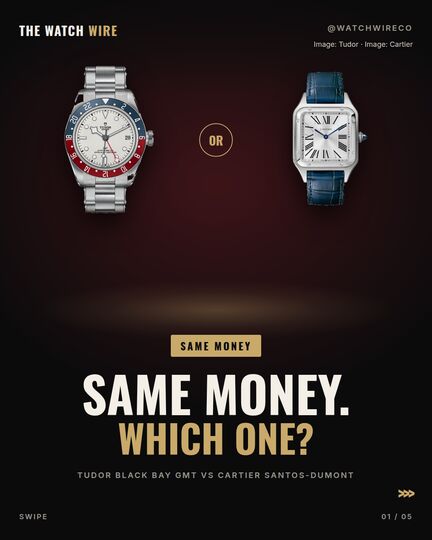 THE WATCH WIRE
@WATCHWIRECO
Image: Tudor · Image: Cartier
TUDOR
OR
SAME MONEY
SAME MONEY.
WHICH ONE?
TUDOR BLACK BAY GMT VS CARTIER SANTOS-DUMONT
SWIPE
01 / 05